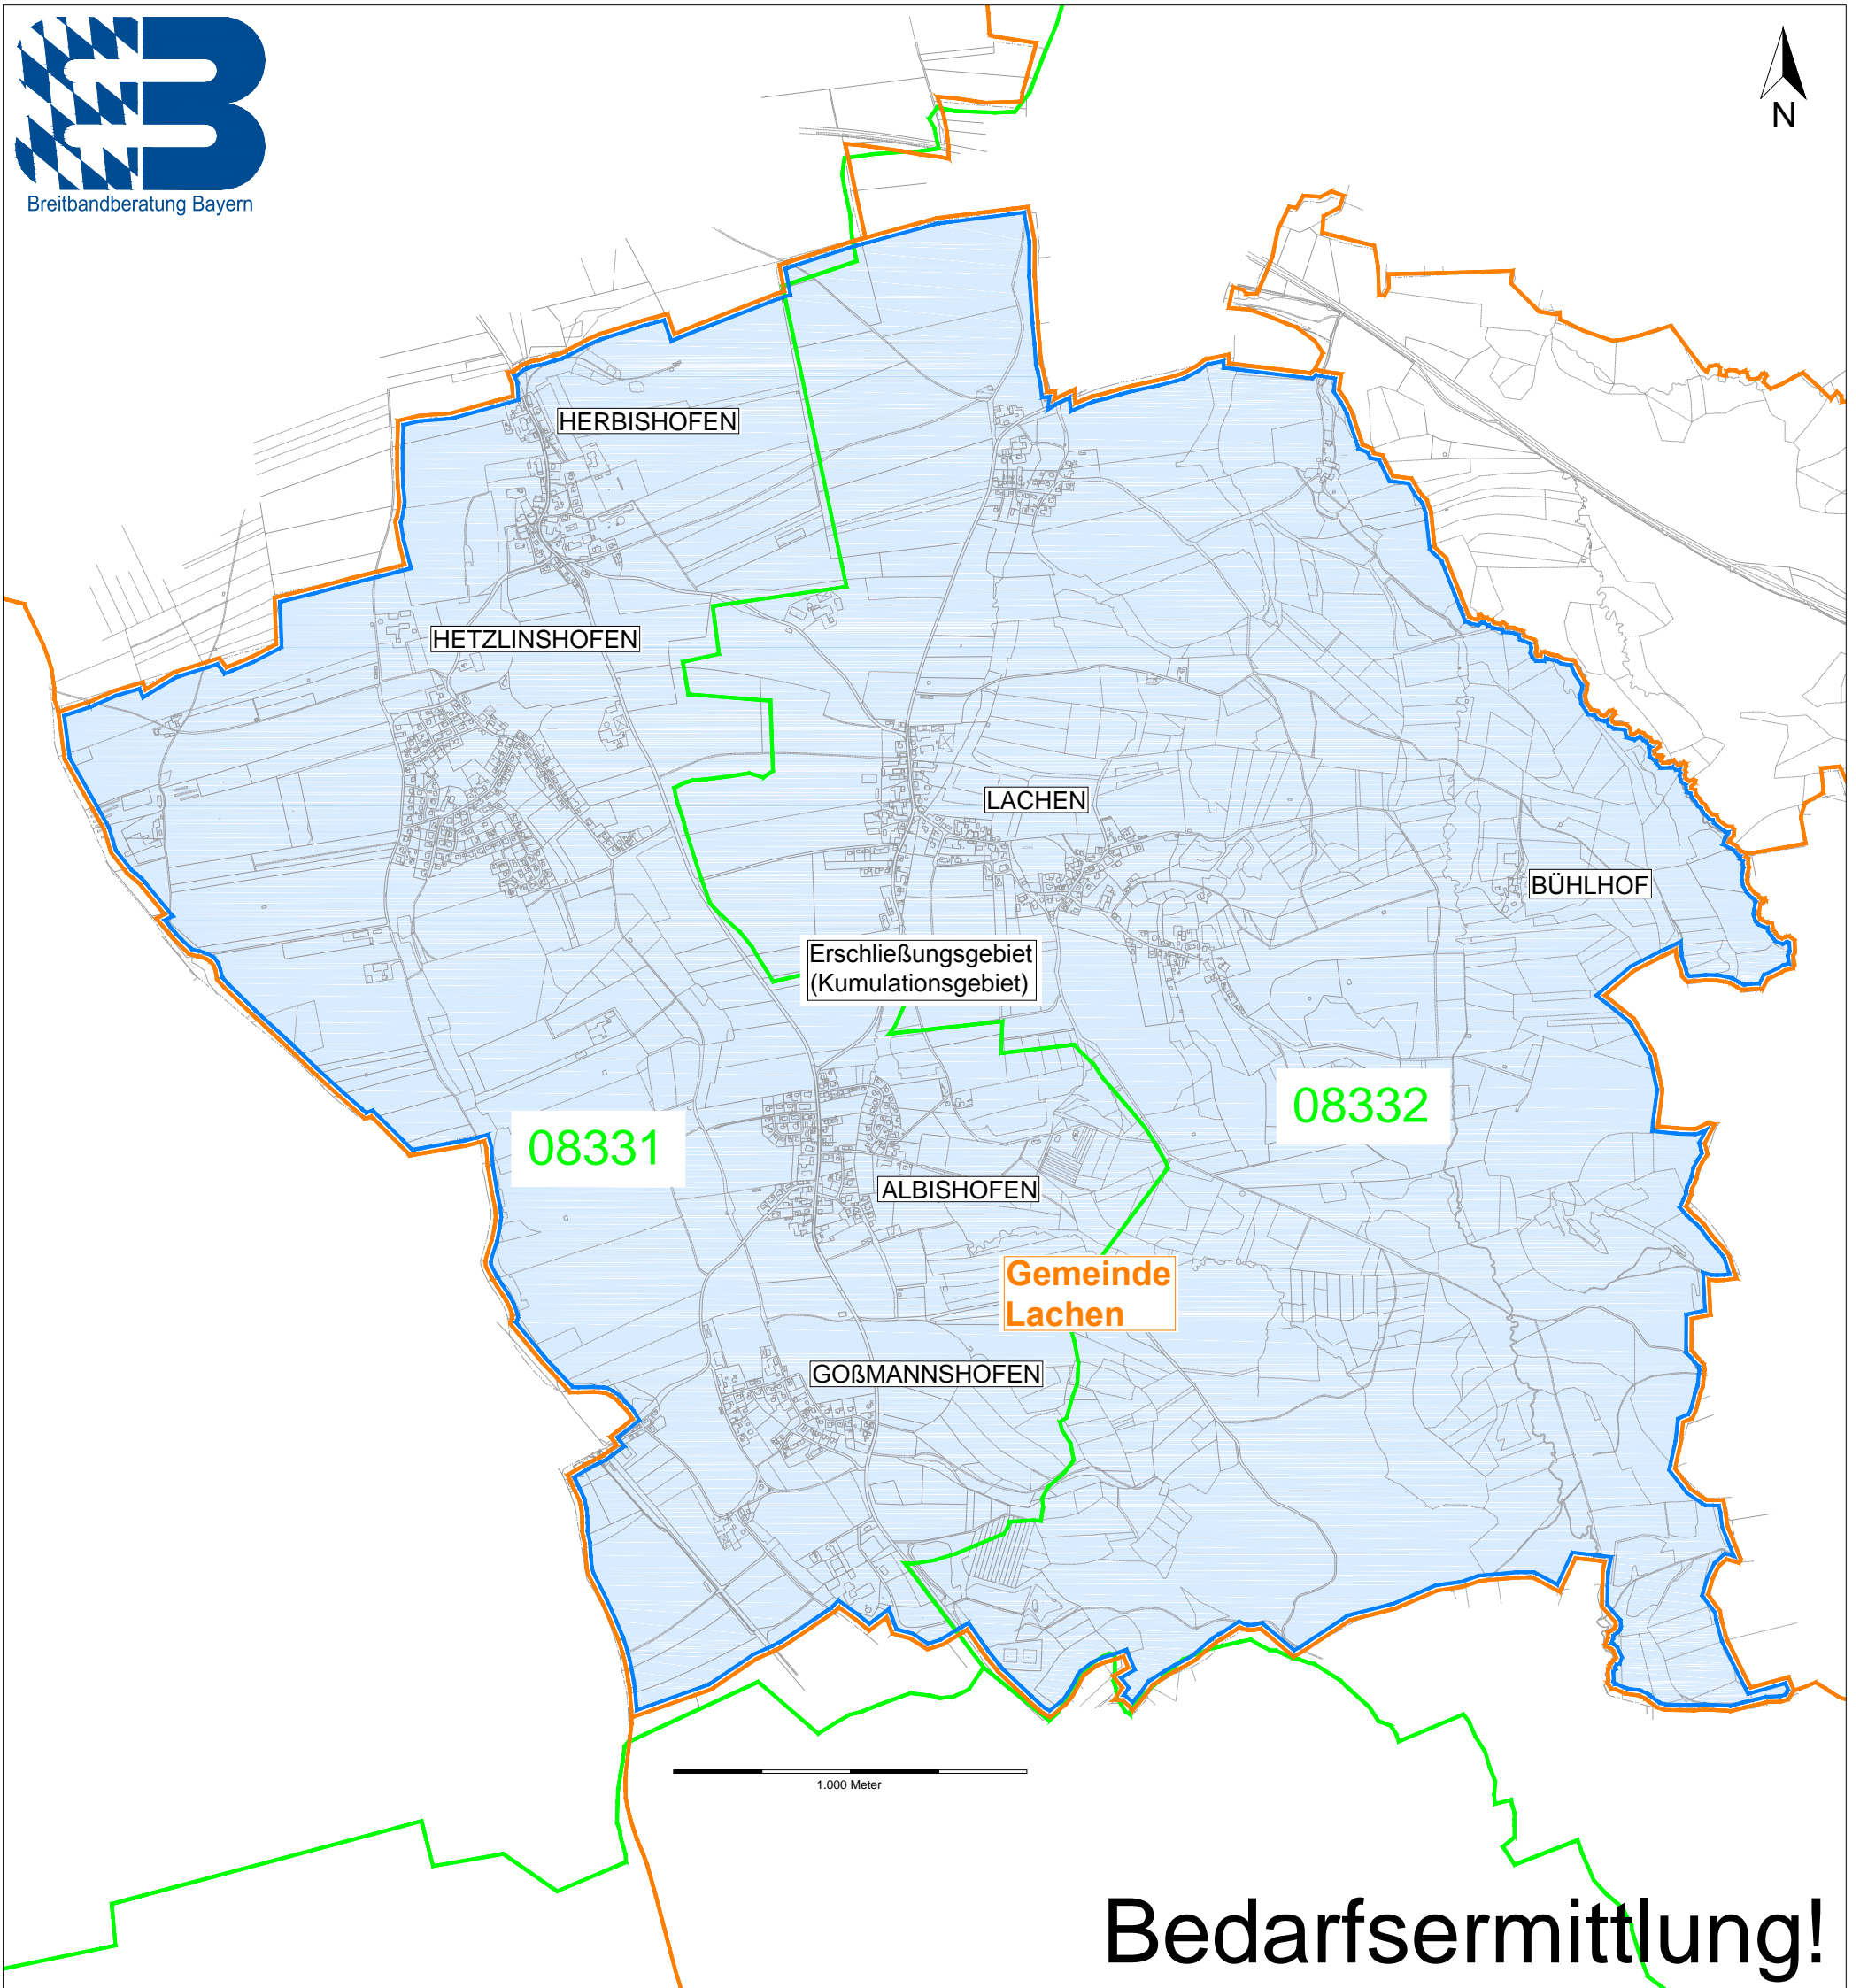 Breitbandberatung Bayern
N
HERBISHOFEN
HETZLINSHOFEN
LACHEN
BÜHLHOF
Erschließungsgebiet
(Kumulationsgebiet)
08332
08331
ALBISHOFEN
Gemeinde
Lachen
GOßMANNSHOFEN
1.000 Meter
Bedarfsermittlung!